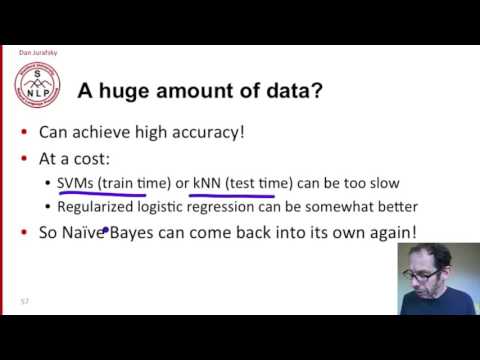 Dan Jurafsky
S
NLP
A huge amount of data?
• Can achieve high accuracy!
• At a cost:
• SVMs (train time) or kNN (test time) can be too slow
• Regularized logistic regression can be somewhat better
• So Naïve Bayes can come back into its own again!
57